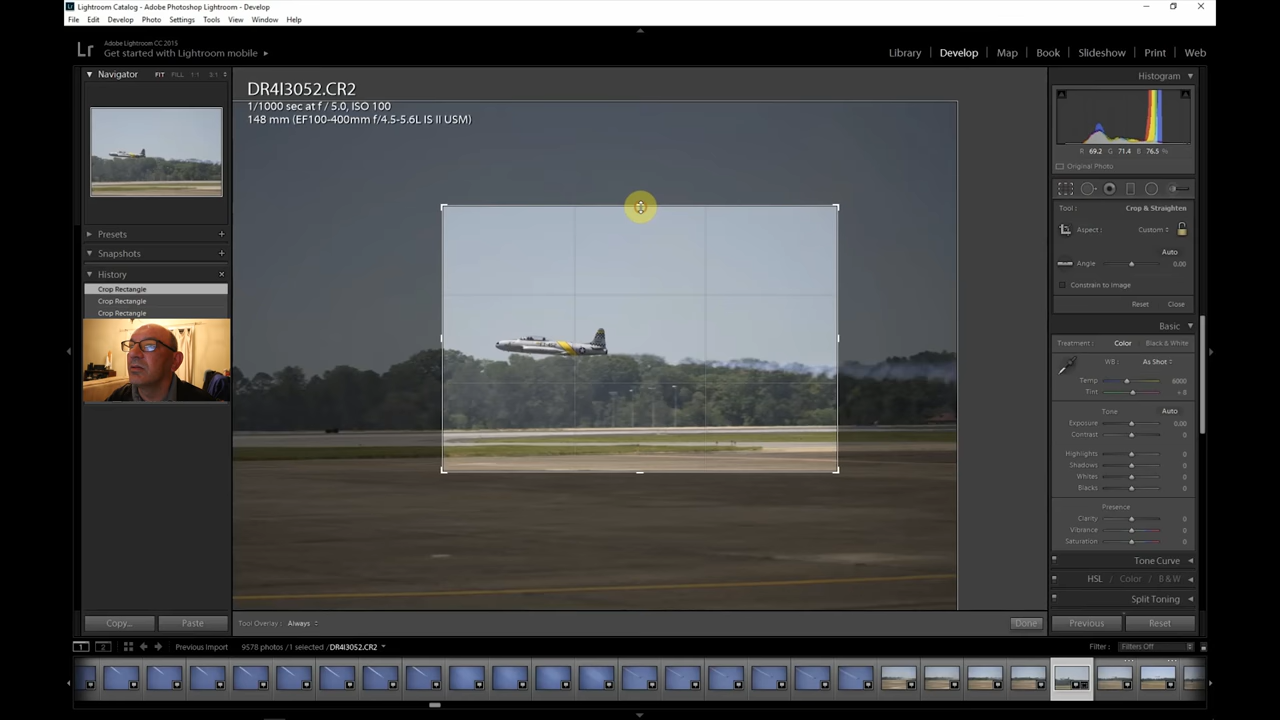 Lightroom Catalog - Adobe Photoshop Lightroom - Develop
File Edit Develop Photo Settings Tools View Window Help
Lr
Adobe Lightroom CC 2015
Get started with Lightroom mobile
Library Develop Map Book Slideshow Print Web
Navigator FIT FILL 1:1 3:1
Presets
Snapshots
History
Crop Rectangle
Crop Rectangle
Crop Rectangle
Copy... Paste
DR4I3052.CR2
1/1000 sec at f / 5.0, ISO 100
148 mm (EF100-400mm f/4.5-5.6L IS II USM)
Tool Overlay: Always
Done
Histogram
R 69.2 G 71.4 B 76.5 %
Original Photo
Tool: Crop & Straighten
Aspect: Custom
Auto
Angle 0.00
Constrain to Image
Reset Close
Basic
Treatment: Color Black & White
WB: As Shot
Temp 6000
Tint + 8
Tone Auto
Exposure 0.00
Contrast 0
Highlights 0
Shadows 0
Whites 0
Blacks 0
Presence
Clarity 0
Vibrance 0
Saturation 0
Tone Curve
HSL / Color / B & W
Split Toning
Previous Reset
1 2 Previous Import 9578 photos / 1 selected / DR4I3052.CR2 Filter: Filters Off